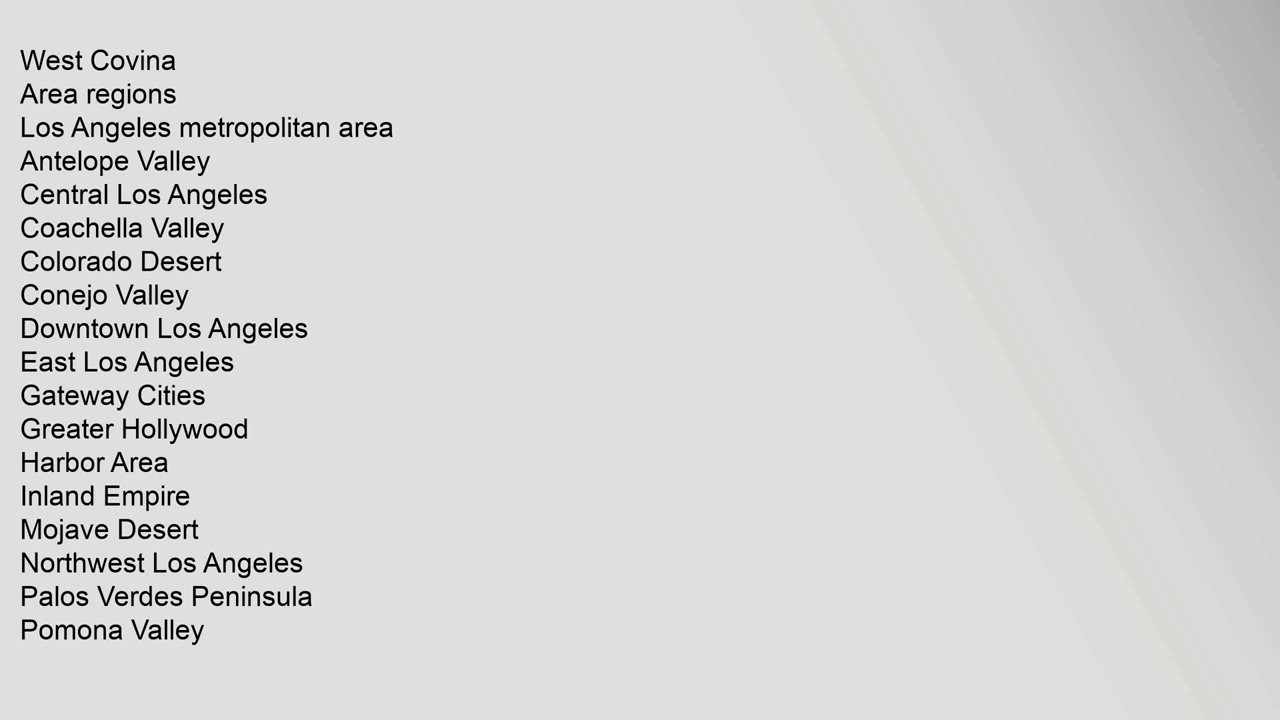 West Covina
Area regions
Los Angeles metropolitan area
Antelope Valley
Central Los Angeles
Coachella Valley
Colorado Desert
Conejo Valley
Downtown Los Angeles
East Los Angeles
Gateway Cities
Greater Hollywood
Harbor Area
Inland Empire
Mojave Desert
Northwest Los Angeles
Palos Verdes Peninsula
Pomona Valley